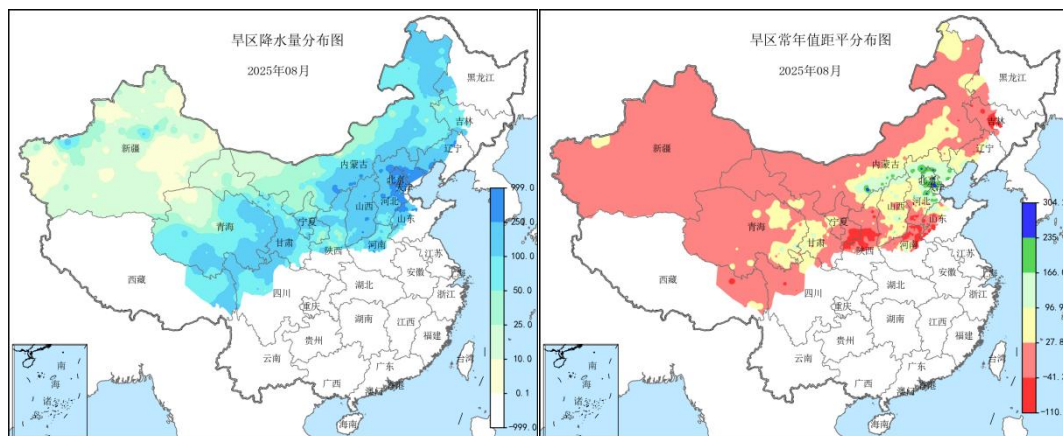 旱区降水量分布图
2025年08月
黑龙江
吉林
辽宁
内蒙古
新疆
北京
天津
河北
山西
山东
宁夏
青海
甘肃
陕西
河南
江苏
安徽
西藏
四川
湖北
重庆
浙江
湖南
江西
贵州
福建
云南
台湾
广西
广东
海南
南
海
诸
岛
999.0
250.0
100.0
50.0
25.0
10.0
0.1
-999.0
旱区常年值距平分布图
2025年08月
黑龙江
吉林
辽宁
内蒙古
新疆
河北
山西
山东
宁夏
青海
甘肃
陕西
河南
江苏
安徽
西藏
四川
湖北
重庆
浙江
湖南
江西
贵州
福建
云南
台湾
广西
广东
海南
南
海
诸
岛
304.
235.
166.
96.9
27.8
-41.
-110.